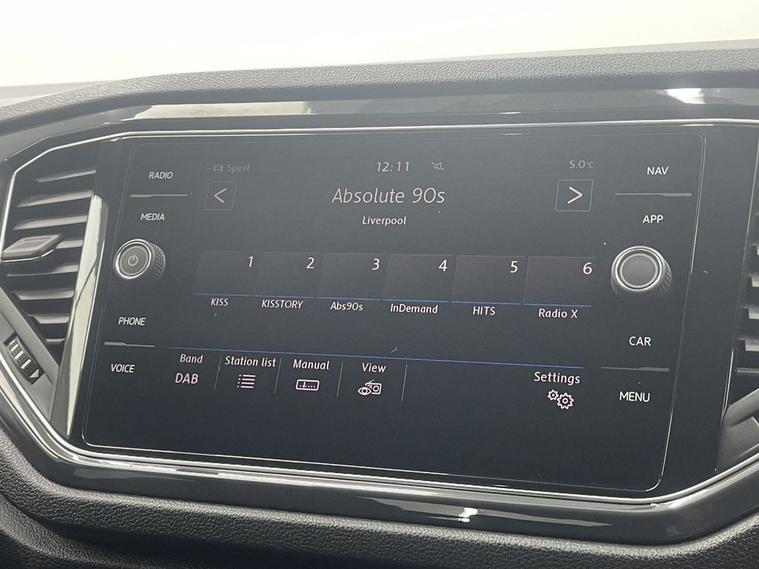 RADIO
MEDIA
PHONE
VOICE
Sport
12:11
5.0°C
Absolute 90s
Liverpool
1 2 3 4 5 6
KISS KISSTORY Abs90s InDemand HITS Radio X
Band Station list Manual View Settings
DAB
NAV
APP
CAR
MENU